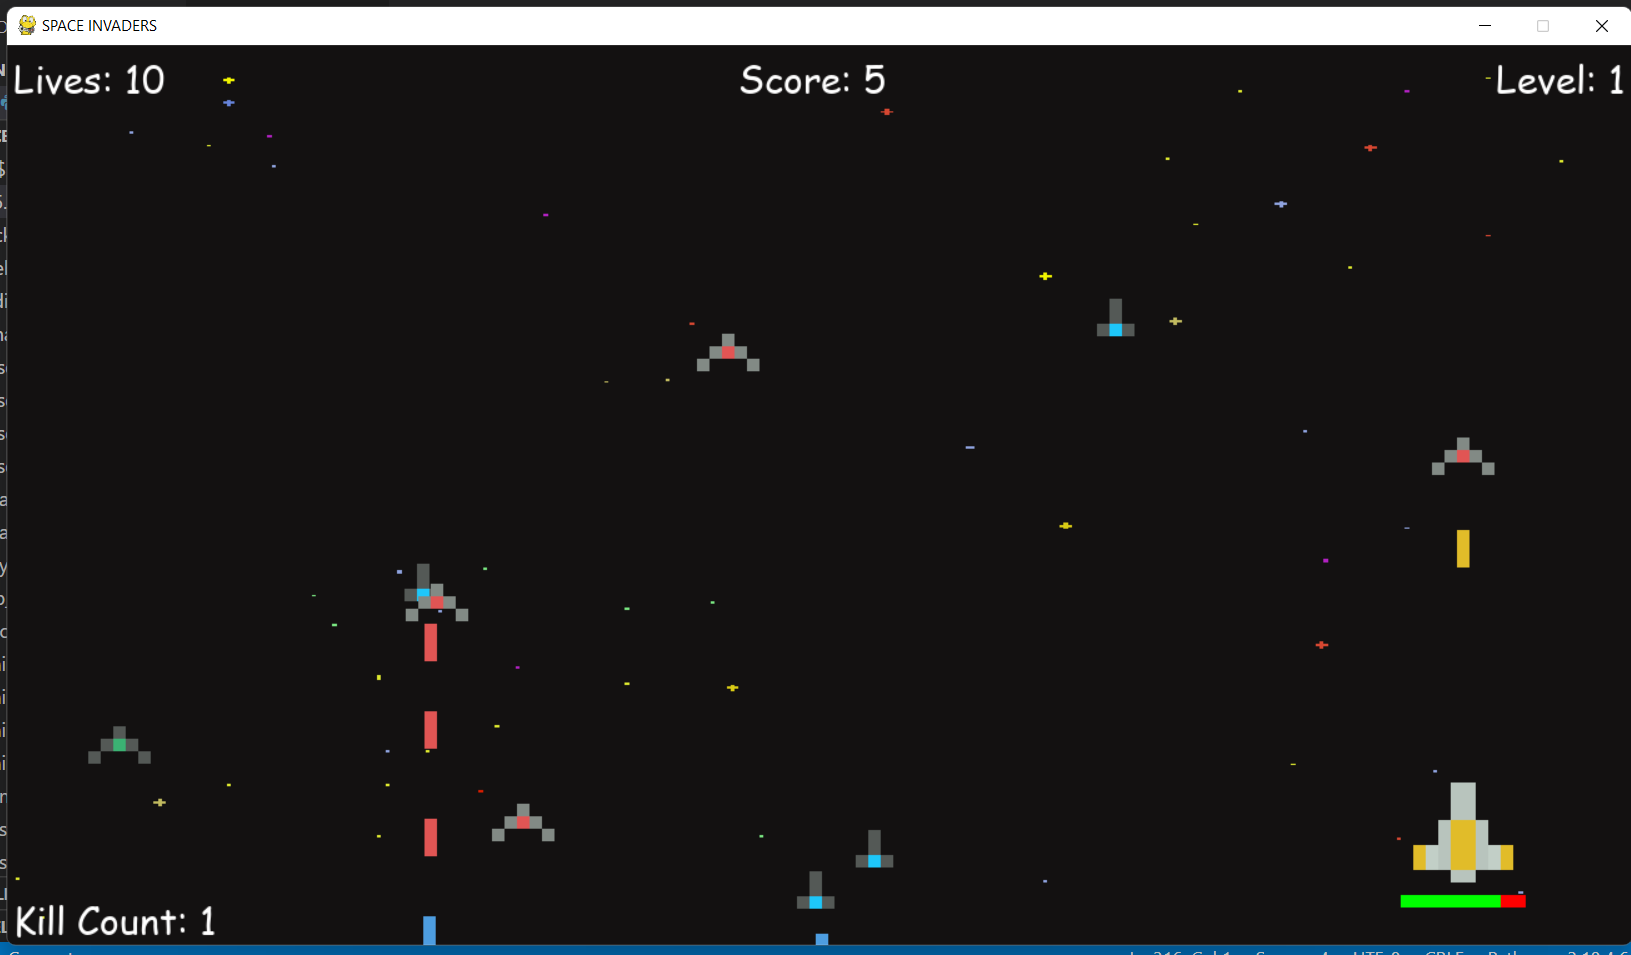 SPACE INVADERS
Lives: 10
Score: 5
Level: 1
Kill Count: 1